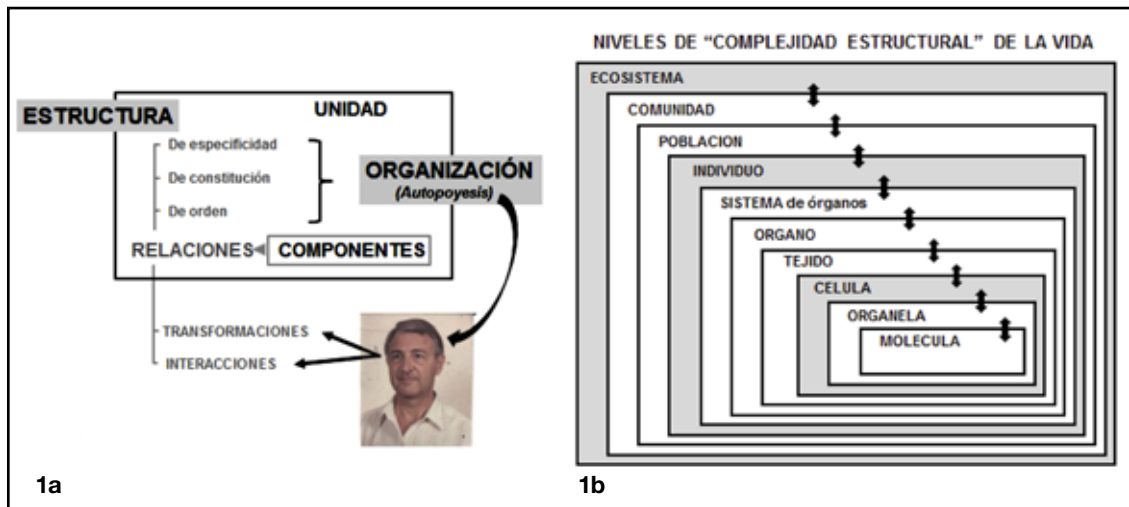 ESTRUCTURA
UNIDAD
De especificidad
De constitución
De orden
ORGANIZACIÓN
(Autopoyesis)
RELACIONES
COMPONENTES
TRANSFORMACIONES
INTERACCIONES
1a
NIVELES DE “COMPLEJIDAD ESTRUCTURAL” DE LA VIDA
ECOSISTEMA
COMUNIDAD
POBLACION
INDIVIDUO
SISTEMA de órganos
ORGANO
TEJIDO
CELULA
ORGANELA
MOLECULA
1b